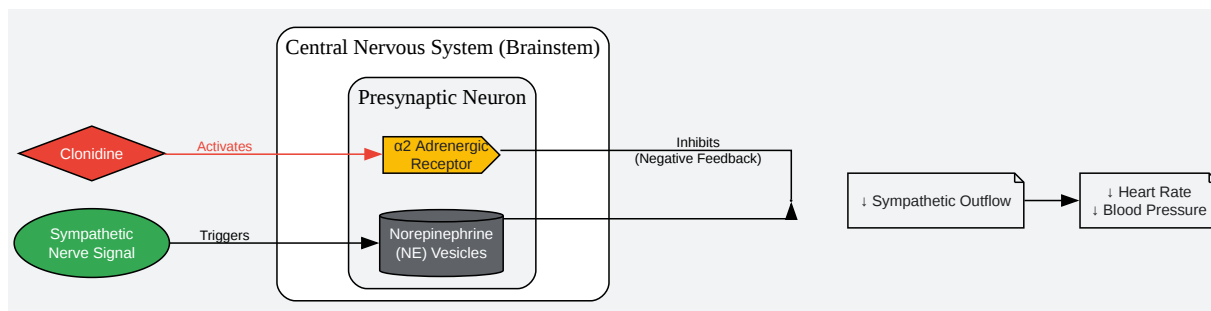 Central Nervous System (Brainstem)
Presynaptic Neuron
Clonidine
Activates
α2 Adrenergic
Receptor
Inhibits
(Negative Feedback)
Sympathetic
Nerve Signal
Triggers
Norepinephrine
(NE) Vesicles
↓ Sympathetic Outflow
↓ Heart Rate
↓ Blood Pressure